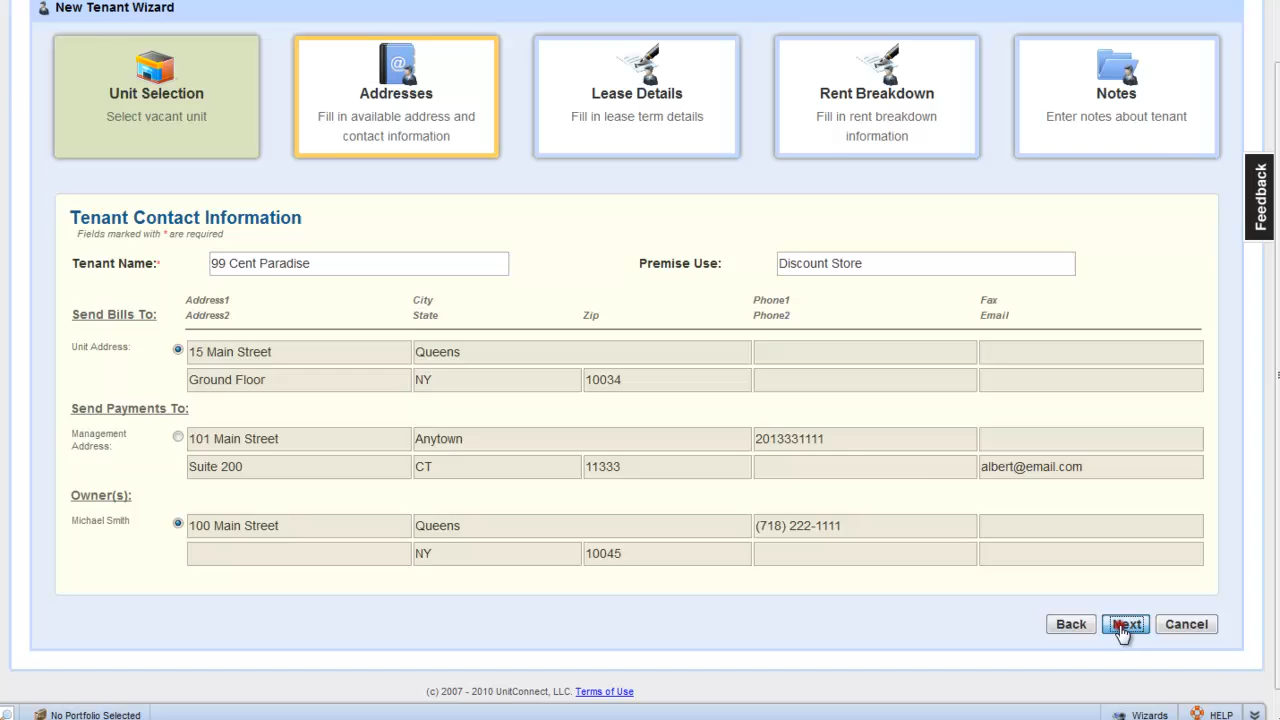 New Tenant Wizard
Unit Selection
Select vacant unit
Addresses
Fill in available address and
contact information
Lease Details
Fill in lease term details
Rent Breakdown
Fill in rent breakdown
information
Notes
Enter notes about tenant
Feedback
Tenant Contact Information
Fields marked with * are required
Tenant Name:* 99 Cent Paradise Premise Use: Discount Store
Address1 City Phone1 Fax
Send Bills To: Address2 State Zip Phone2 Email
Unit Address: 15 Main Street Queens
Ground Floor NY 10034
Send Payments To:
Management
Address: 101 Main Street Anytown 2013331111
Suite 200 CT 11333 albert@email.com
Owner(s):
Michael Smith 100 Main Street Queens (718) 222-1111
NY 10045
Back Next Cancel
(c) 2007 - 2010 UnitConnect, LLC. Terms of Use
No Portfolio Selected Wizards HELP